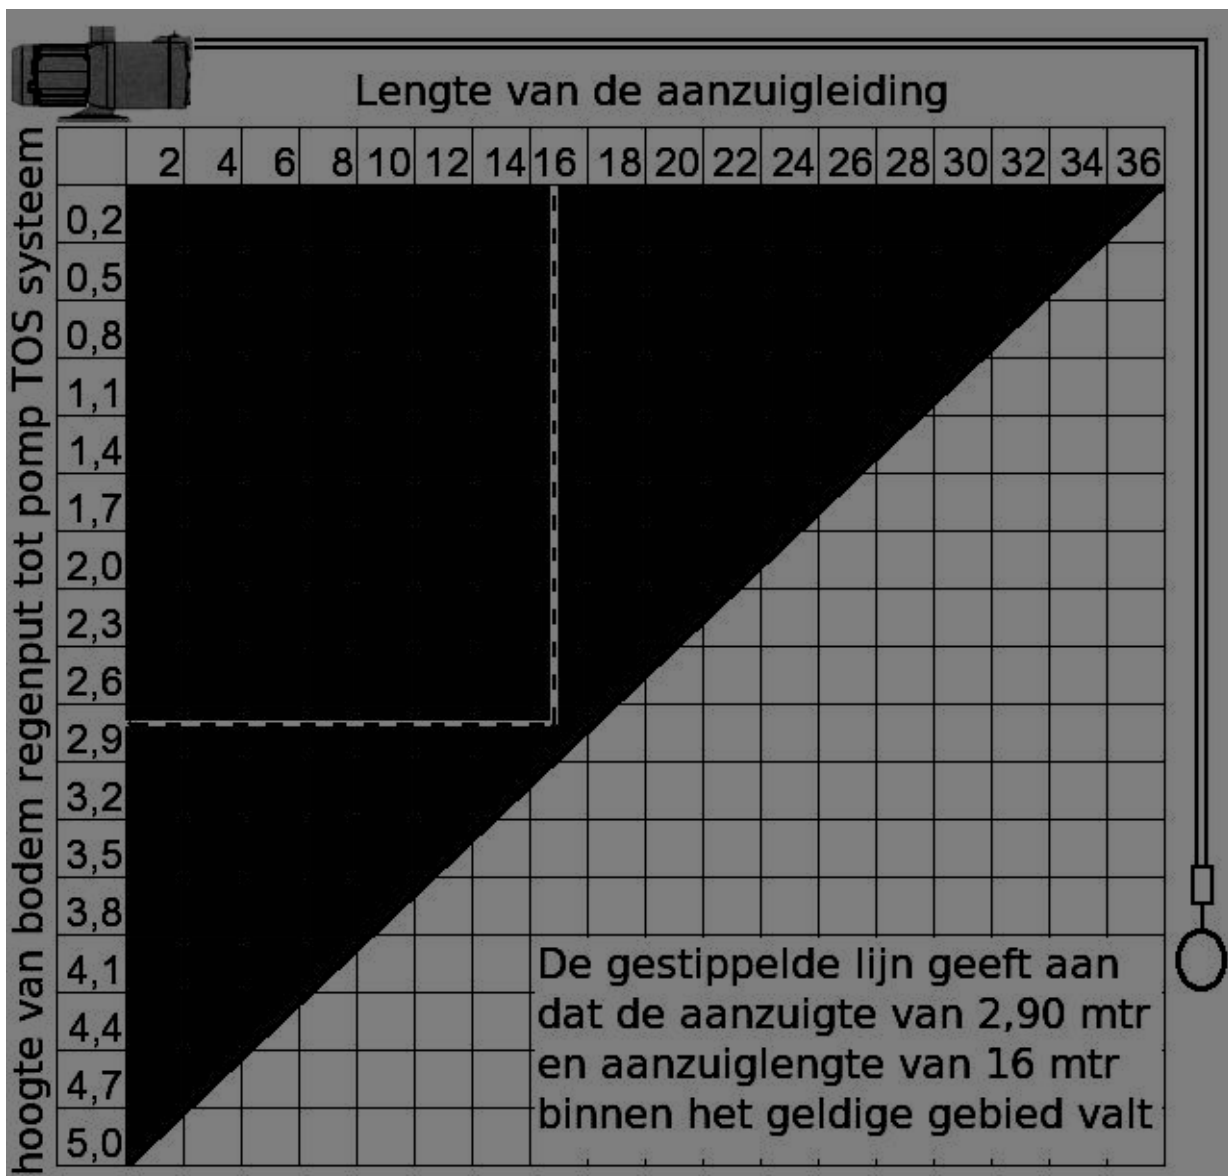 Lengte van de aanzuigleiding
hoogte van bodem regenput tot pomp TOS systeem
2 4 6 8 10 12 14 16 18 20 22 24 26 28 30 32 34 36
0,2
0,5
0,8
1,1
1,4
1,7
2,0
2,3
2,6
2,9
3,2
3,5
3,8
4,1
4,4
4,7
5,0
De gestippelde lijn geeft aan
dat de aanzuigte van 2,90 mtr
en aanzuiglengte van 16 mtr
binnen het geldige gebied valt